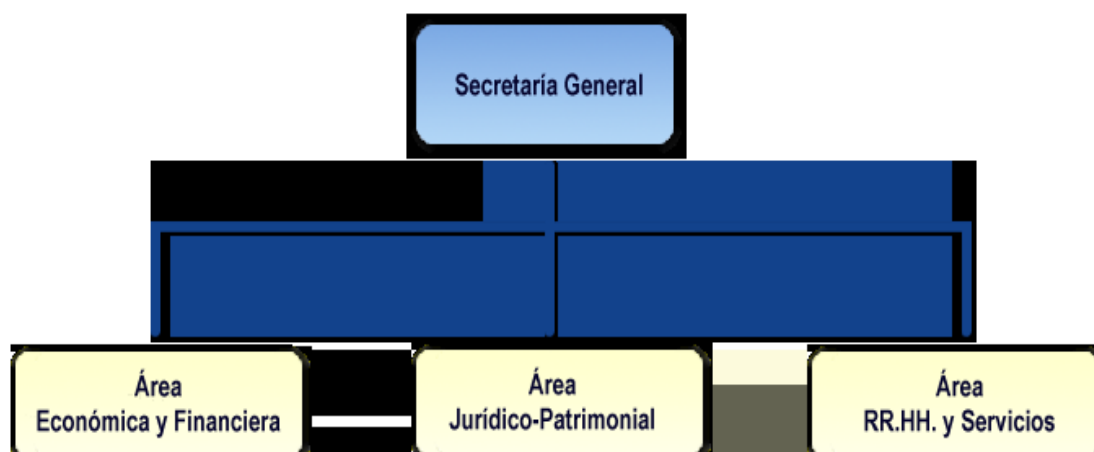 Secretaría General
Área
Económica y Financiera
Área
Jurídico-Patrimonial
Área
RR.HH. y Servicios